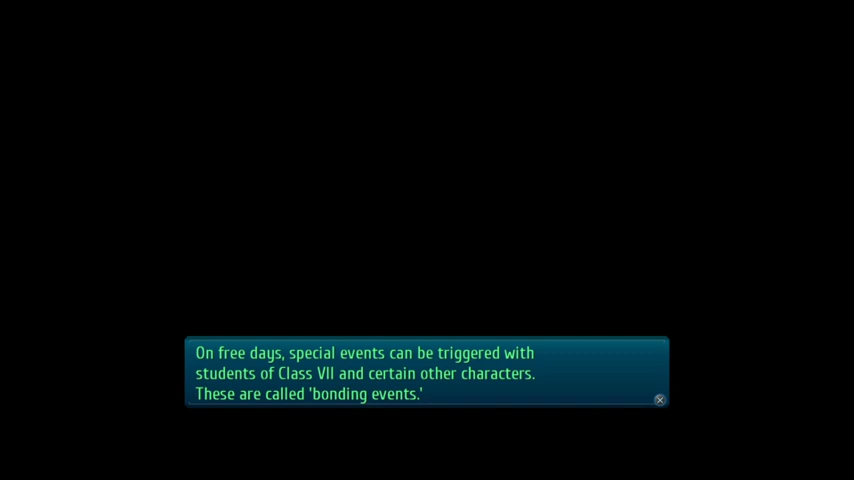 On free days, special events can be triggered with
students of Class VII and certain other characters.
These are called 'bonding events.'